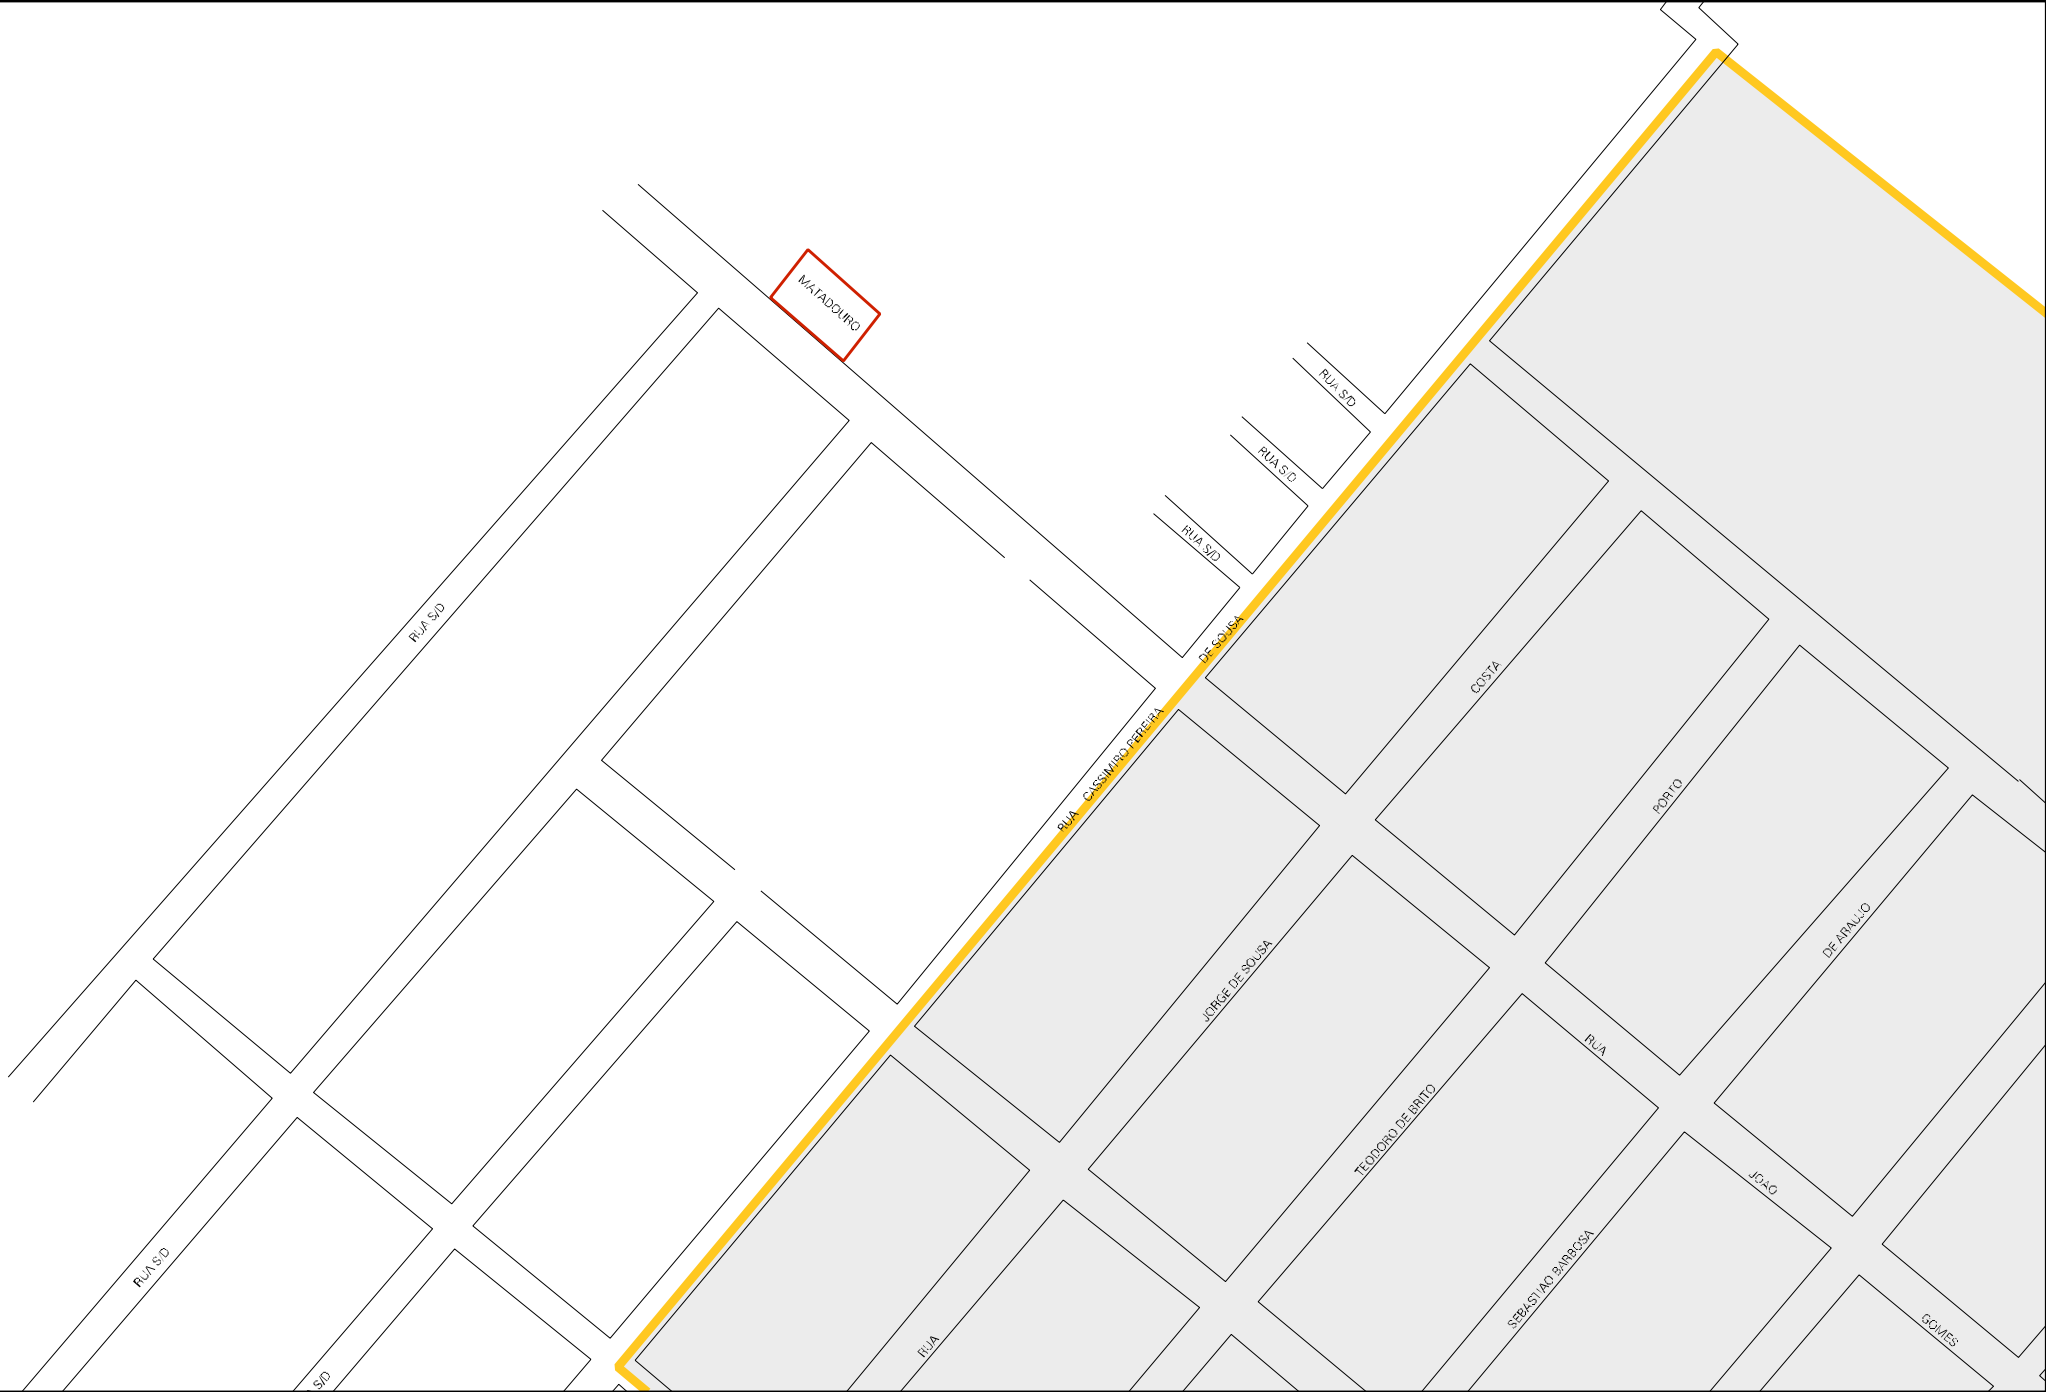 MATADOURO
RUA S/D
RUA S/D
RUA S/D
RUA S/D
DE SOUSA
CASSIMIRO PEREIRA
RUA
COSTA
PORTO
DE ARAUJO
JORGE DE SOUSA
RUA
TEODORO DE BRITO
JOAO
SEBASTIAO BARBOSA
RUA S/D
GOMES
RUA
S/D